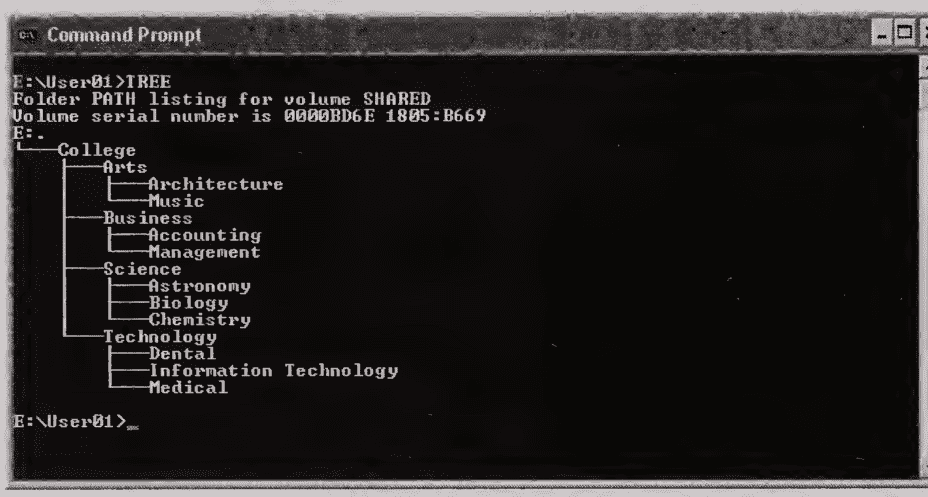 Command Prompt
E:\User01>TREE
Folder PATH listing for volume SHARED
Volume serial number is 0000BD6E 1805:B669
E:.
└───College
    ├───Arts
    │   ├───Architecture
    │   └───Music
    ├───Business
    │   ├───Accounting
    │   └───Management
    ├───Science
    │   ├───Astronomy
    │   ├───Biology
    │   └───Chemistry
    └───Technology
        ├───Dental
        ├───Information Technology
        └───Medical
E:\User01>_